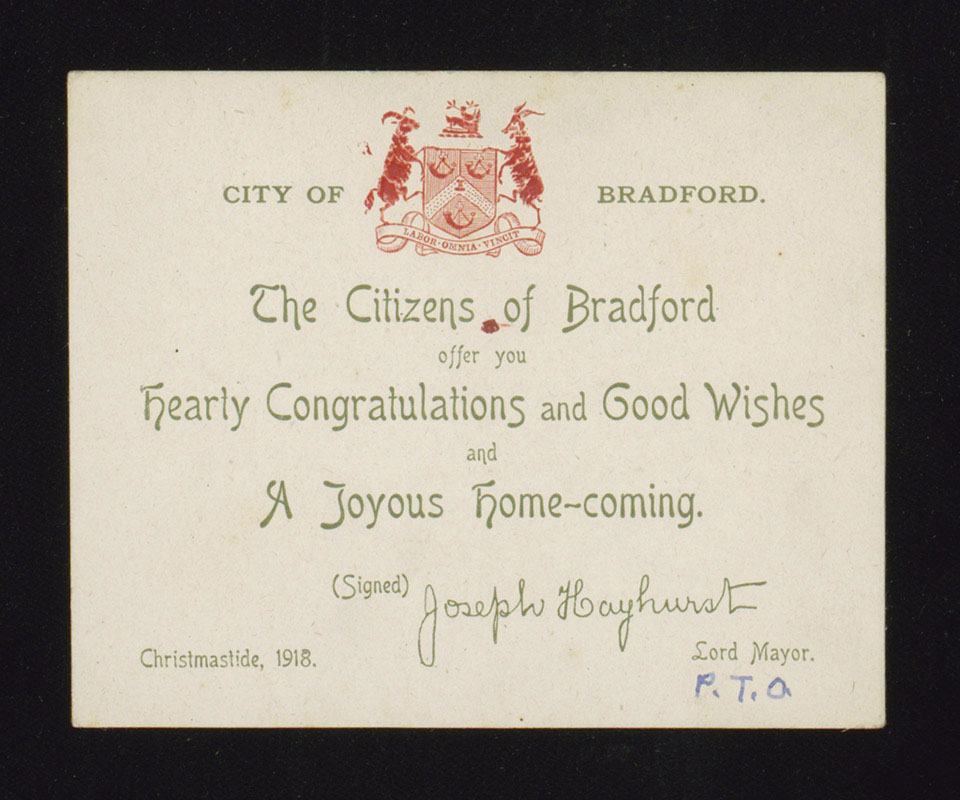 CITY OF BRADFORD.
LABOR · OMNIA · VINCIT
The Citizens of Bradford
offer you
Hearty Congratulations and Good Wishes
and
A Joyous Home-coming.
(Signed) Joseph Hayhurst
Christmastide, 1918. Lord Mayor.
P. T. O